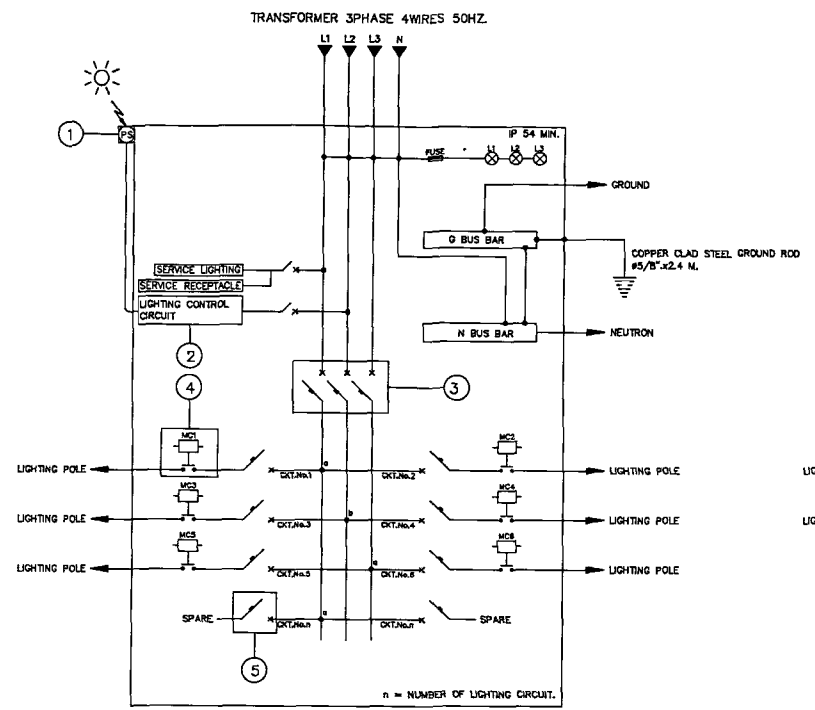 TRANSFORMER 3PHASE 4WIRES 50HZ.
L1 L2 L3 N
1 PS
IP 54 MIN.
FUSE L1 L2 L3
GROUND
G BUS BAR
COPPER CLAD STEEL GROUND ROD
ø5/8".x2.4 M.
SERVICE LIGHTING
SERVICE RECEPTACLE
LIGHTING CONTROL
CIRCUIT
N BUS BAR
NEUTRON
2
4
3
MC1 MC2
LIGHTING POLE CKT.No.1 a CKT.No.2 LIGHTING POLE
MC3 MC4
LIGHTING POLE CKT.No.3 b CKT.No.4 LIGHTING POLE
MC5 MC6
LIGHTING POLE CKT.No.5 CKT.No.6 LIGHTING POLE
SPARE CKT.No.n CKT.No.n SPARE
5
n = NUMBER OF LIGHTING CIRCUIT.